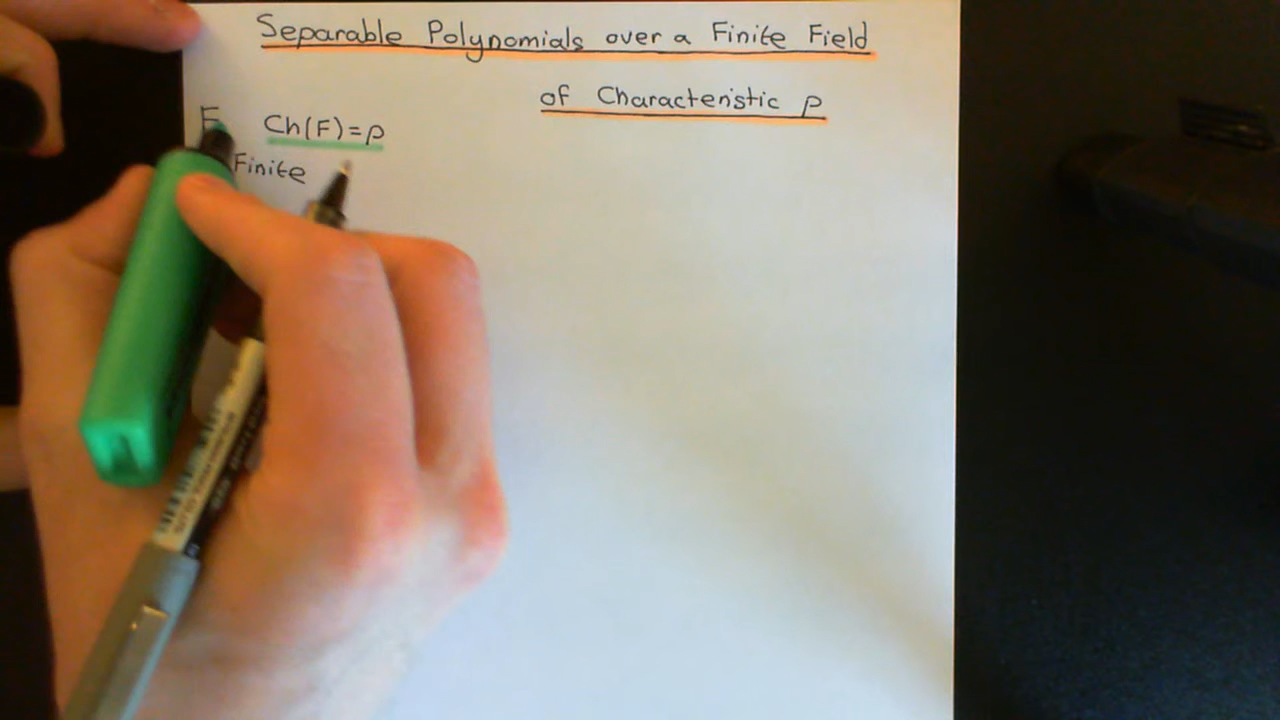 Separable Polynomials over a Finite Field
of Characteristic p
F Ch(F)=p
Finite